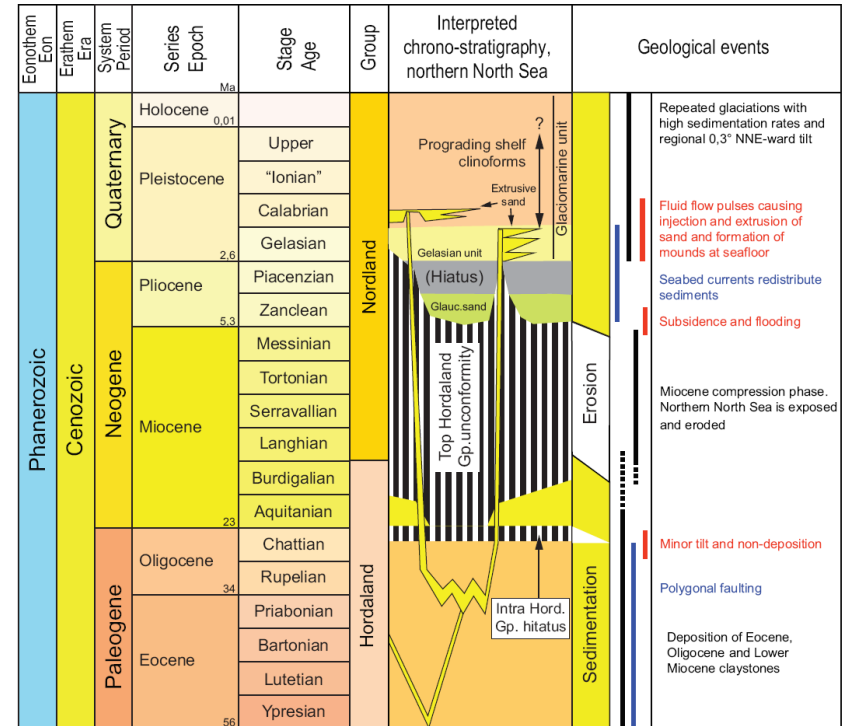 Eonothem
Eon
Erathem
Era
System
Period
Series
Epoch
Stage
Age
Group
Interpreted
chrono-stratigraphy,
northern North Sea
Geological events
Ma
Phanerozoic
Cenozoic
Quaternary
Neogene
Paleogene
Holocene
0,01
Pleistocene
2,6
Pliocene
5,3
Miocene
23
Oligocene
34
Eocene
56
Upper
“Ionian”
Calabrian
Gelasian
Piacenzian
Zanclean
Messinian
Tortonian
Serravallian
Langhian
Burdigalian
Aquitanian
Chattian
Rupelian
Priabonian
Bartonian
Lutetian
Ypresian
Nordland
Hordaland
?
Prograding shelf
clinoforms
Extrusive
sand
Glaciomarine unit
Gelasian unit
(Hiatus)
Glauc.sand
Top Hordaland
Gp.unconformity
Intra Hord.
Gp. hitatus
Erosion
Sedimentation
Repeated glaciations with
high sedimentation rates and
regional 0,3° NNE-ward tilt
Fluid flow pulses causing
injection and extrusion of
sand and formation of
mounds at seafloor
Seabed currents redistribute
sediments
Subsidence and flooding
Miocene compression phase.
Northern North Sea is exposed
and eroded
Minor tilt and non-deposition
Polygonal faulting
Deposition of Eocene,
Oligocene and Lower
Miocene claystones